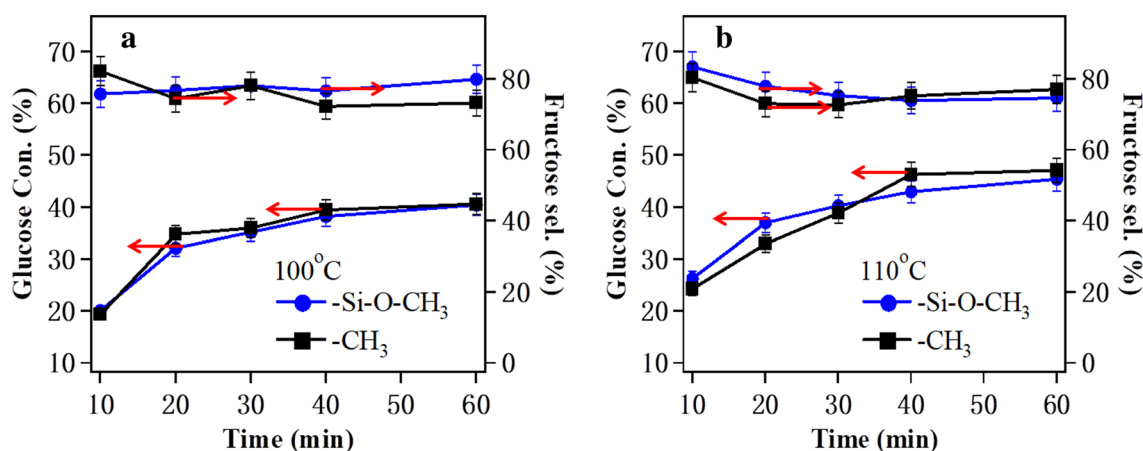 a
Glucose Con. (%)
70
60
50
40
30
20
10
80
60
40
20
0
Fructose sel. (%)
100°C
-Si-O-CH₃
-CH₃
10 20 30 40 50 60
Time (min)
b
Glucose Con. (%)
70
60
50
40
30
20
10
80
60
40
20
0
Fructose sel. (%)
110°C
-Si-O-CH₃
-CH₃
10 20 30 40 50 60
Time (min)